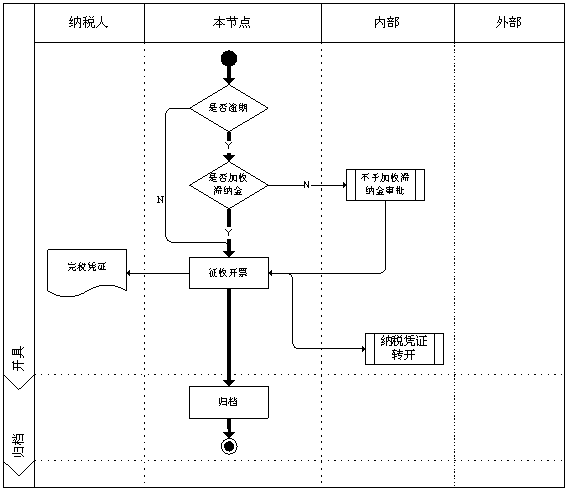 纳税人
本节点
内部
外部
是否逾期
Y
是否加收
滞纳金
N
不予加收滞
纳金审批
N
Y
完税凭证
征收开票
纳税凭证
转开
开具
归档
归档